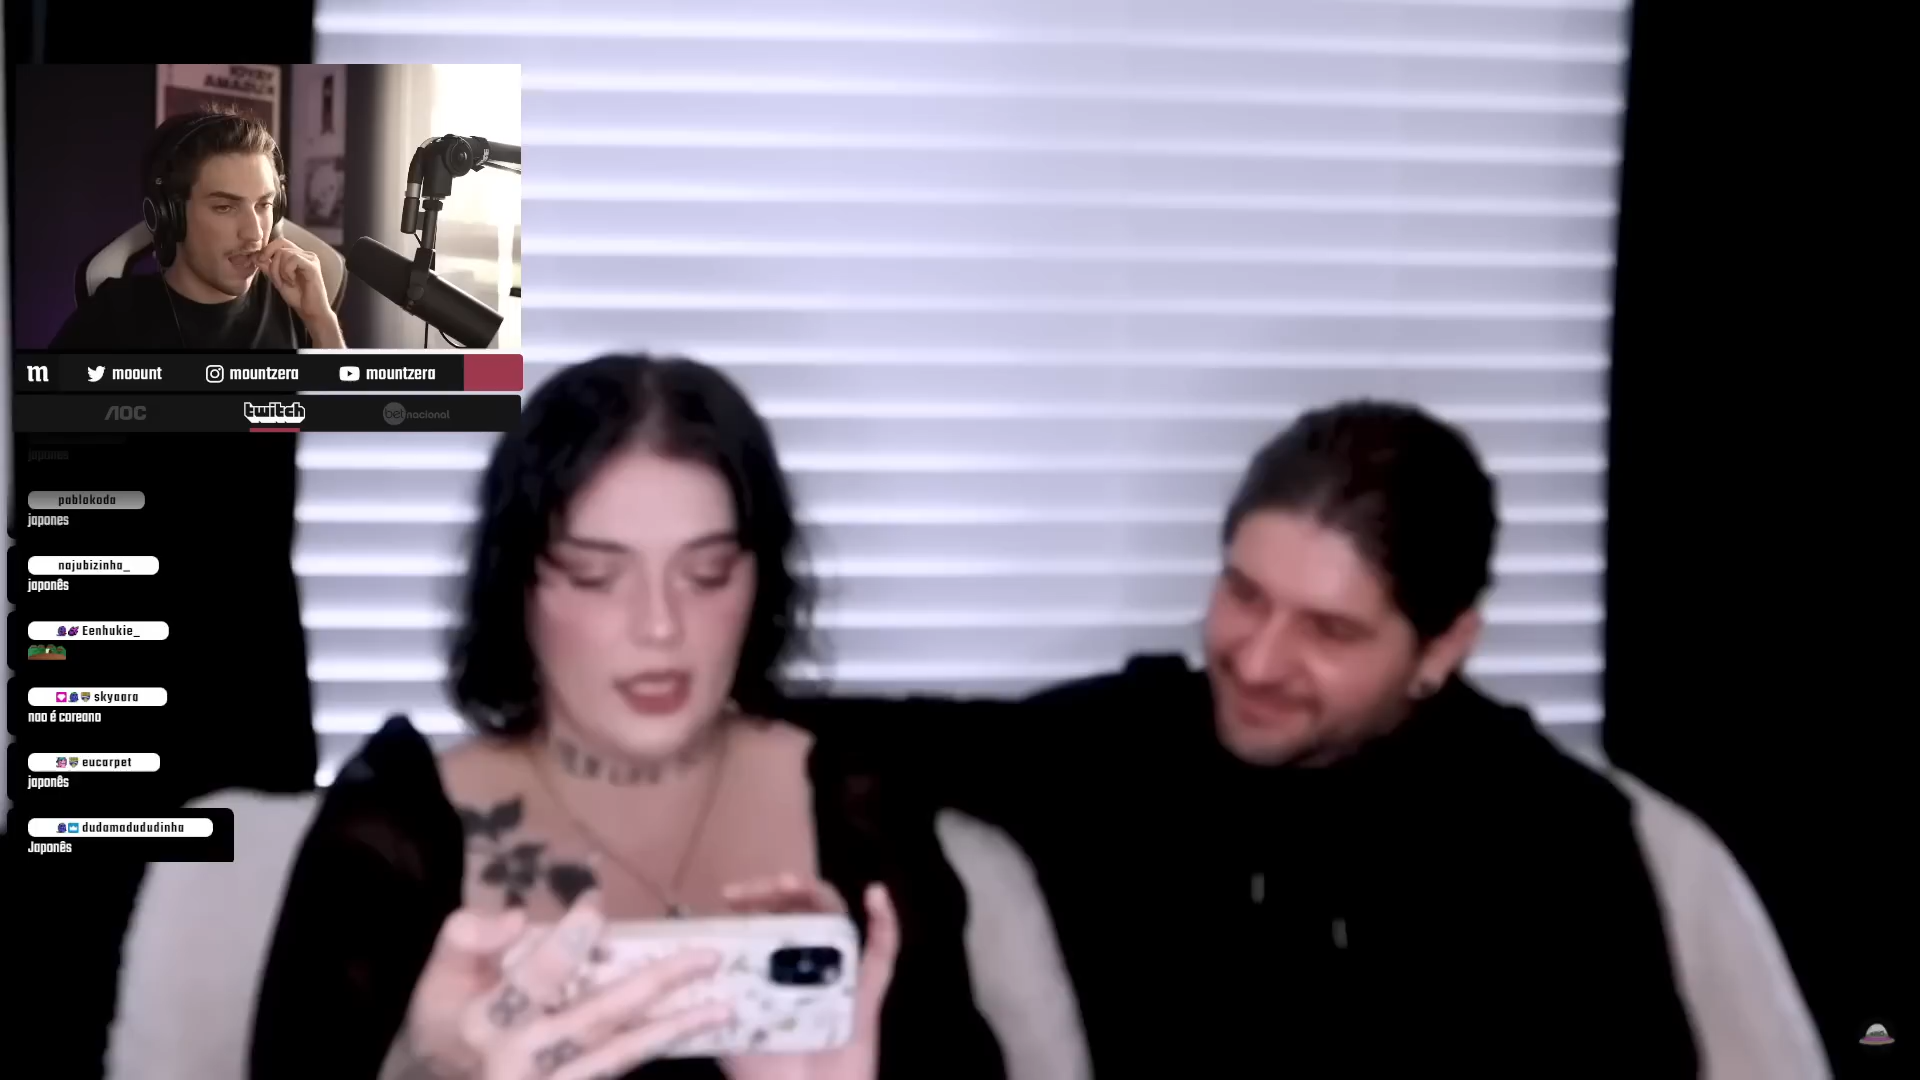 m moount mountzera mountzera
AOC twitch bet nacional
japones
pablokoda
japones
najubizinha_
japonês
Eenhukie_
skyaara
nao é coreano
eucarpet
japonês
dudamadududinha
Japonês